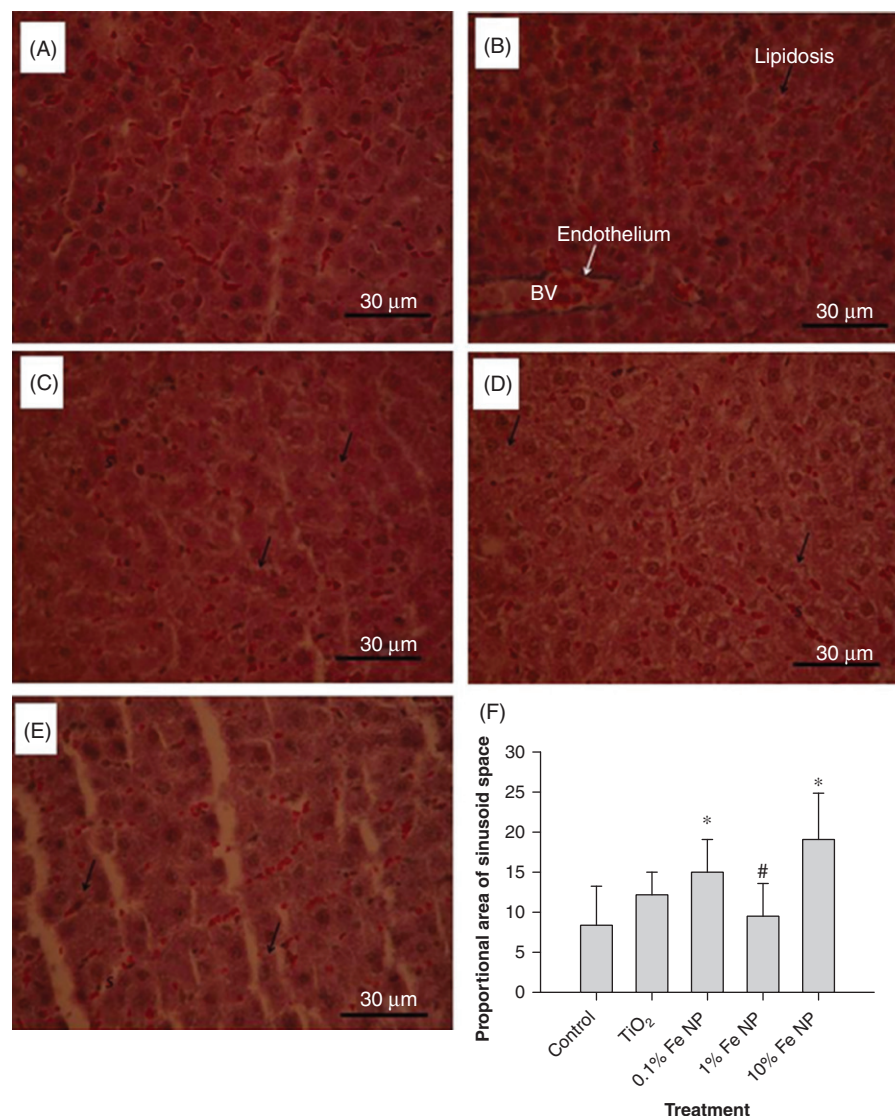 (A)
30 μm
(B)
Lipidosis
Endothelium
BV
30 μm
(C)
s
30 μm
(D)
s
30 μm
(E)
s
30 μm
(F)
Proportional area of sinusoid space
30
25
20
15
10
5
0
*
#
*
Control
TiO₂
0.1% Fe NP
1% Fe NP
10% Fe NP
Treatment